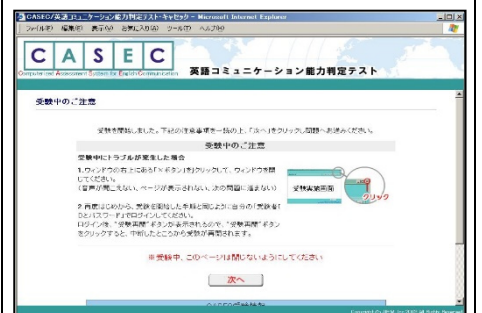 CASEC/英語コミュニケーション能力判定テスト-キャセック - Microsoft Internet Explorer
ファイル(F) 編集(E) 表示(V) お気に入り(A) ツール(T) ヘルプ(H)
C A S E C
Computerized Assessment System for English Communication
英語コミュニケーション能力判定テスト
受験中のご注意
受験を開始しました。下記の注意事項を一読の上、「次へ」をクリックし問題へお進みください。
受験中のご注意
受験中にトラブルが発生した場合
1.ウィンドウの右上にある「×ボタン」を)クリックして、ウィンドウを閉
じてください。
(音声が聞こえない、ページが表示されない、次の問題に進まない)
受験実施画面
クリック
2.再度はじめから、受験を開始した手順と同じように自分の「受験者I
Dとパスワード」でログインしてください。
ログイン後、"受験再開"ボタンが表示されるので、"受験再開"ボタン
をクリックすると、中断したところから受験が再開されます。
※受験中、このページは閉じないようにしてください
次へ